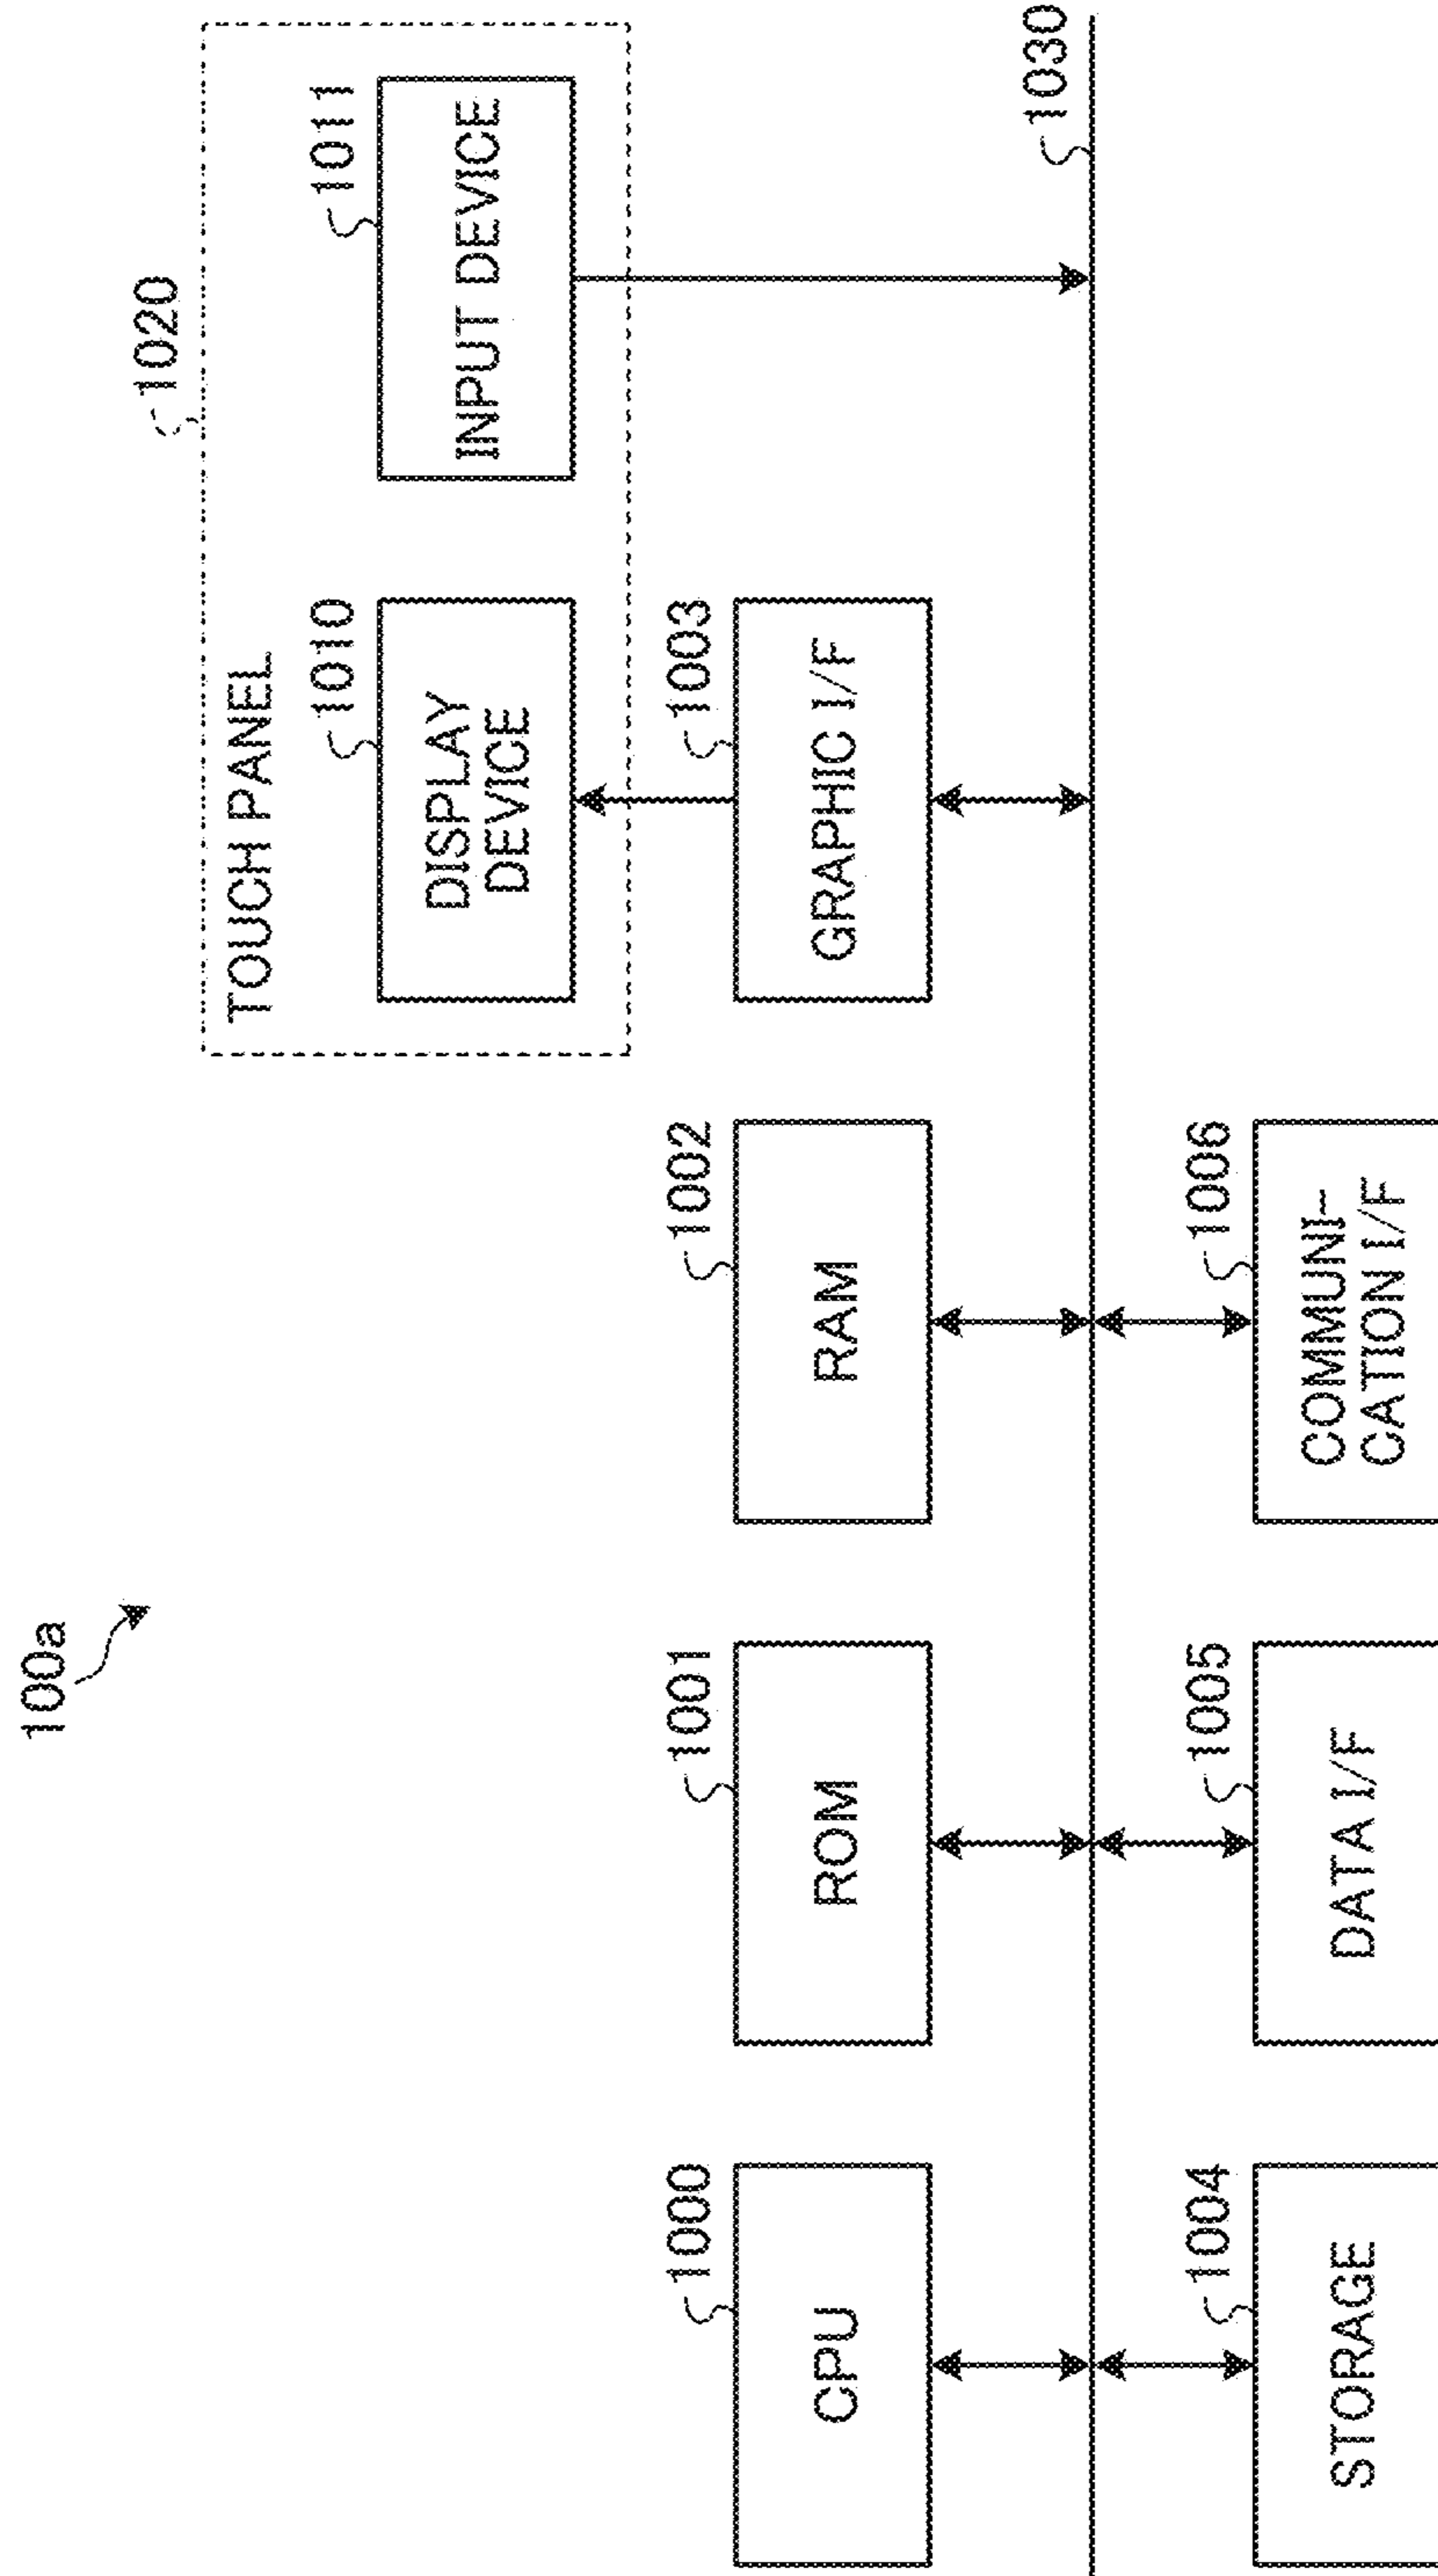 100a
1020
TOUCH PANEL
1010
1011
DISPLAY
DEVICE
INPUT DEVICE
1000
1001
1002
1003
CPU
ROM
RAM
GRAPHIC I/F
1030
1004
1005
1006
STORAGE
DATA I/F
COMMUNI-
CATION I/F